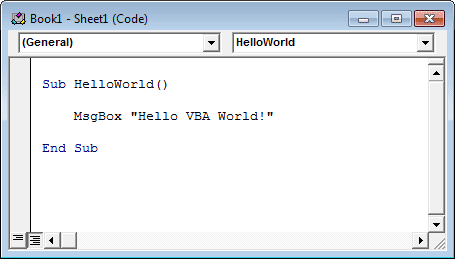 Book1 - Sheet1 (Code)
(General) HelloWorld
Sub HelloWorld()
MsgBox "Hello VBA World!"
End Sub